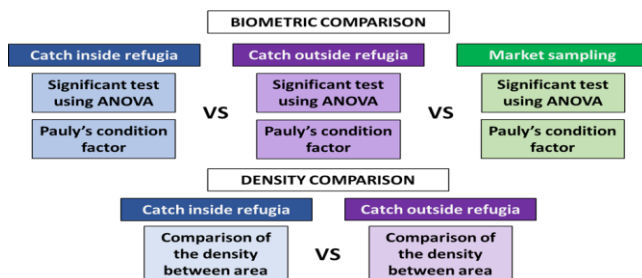 BIOMETRIC COMPARISON
Catch inside refugia
Catch outside refugia
Market sampling
Significant test
using ANOVA
VS
Significant test
using ANOVA
VS
Significant test
using ANOVA
Pauly's condition
factor
Pauly's condition
factor
Pauly's condition
factor
DENSITY COMPARISON
Catch inside refugia
Catch outside refugia
Comparison of
the density
between area
VS
Comparison of
the density
between area